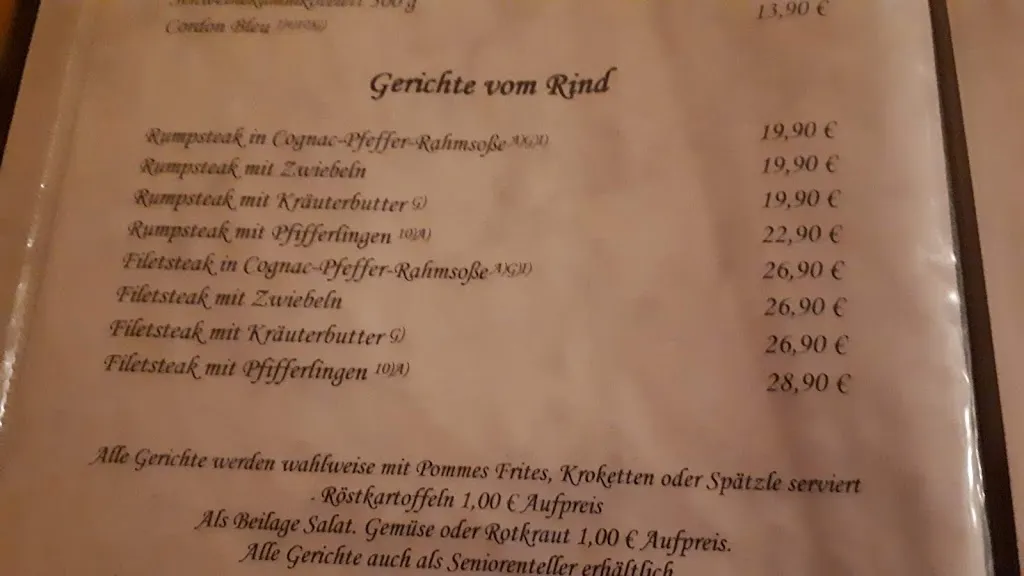 300 g
Cordon Bleu
13,90 €
Gerichte vom Rind
Rumpsteak in Cognac-Pfeffer-Rahmsoße A)G)I) 19,90 €
Rumpsteak mit Zwiebeln 19,90 €
Rumpsteak mit Kräuterbutter G) 19,90 €
Rumpsteak mit Pfifferlingen 10)A) 22,90 €
Filetsteak in Cognac-Pfeffer-Rahmsoße A)G)I) 26,90 €
Filetsteak mit Zwiebeln 26,90 €
Filetsteak mit Kräuterbutter G) 26,90 €
Filetsteak mit Pfifferlingen 10)A) 28,90 €
Alle Gerichte werden wahlweise mit Pommes Frites, Kroketten oder Spätzle serviert
- Röstkartoffeln 1,00 € Aufpreis
Als Beilage Salat. Gemüse oder Rotkraut 1,00 € Aufpreis.
Alle Gerichte auch als Seniorenteller erhältlich